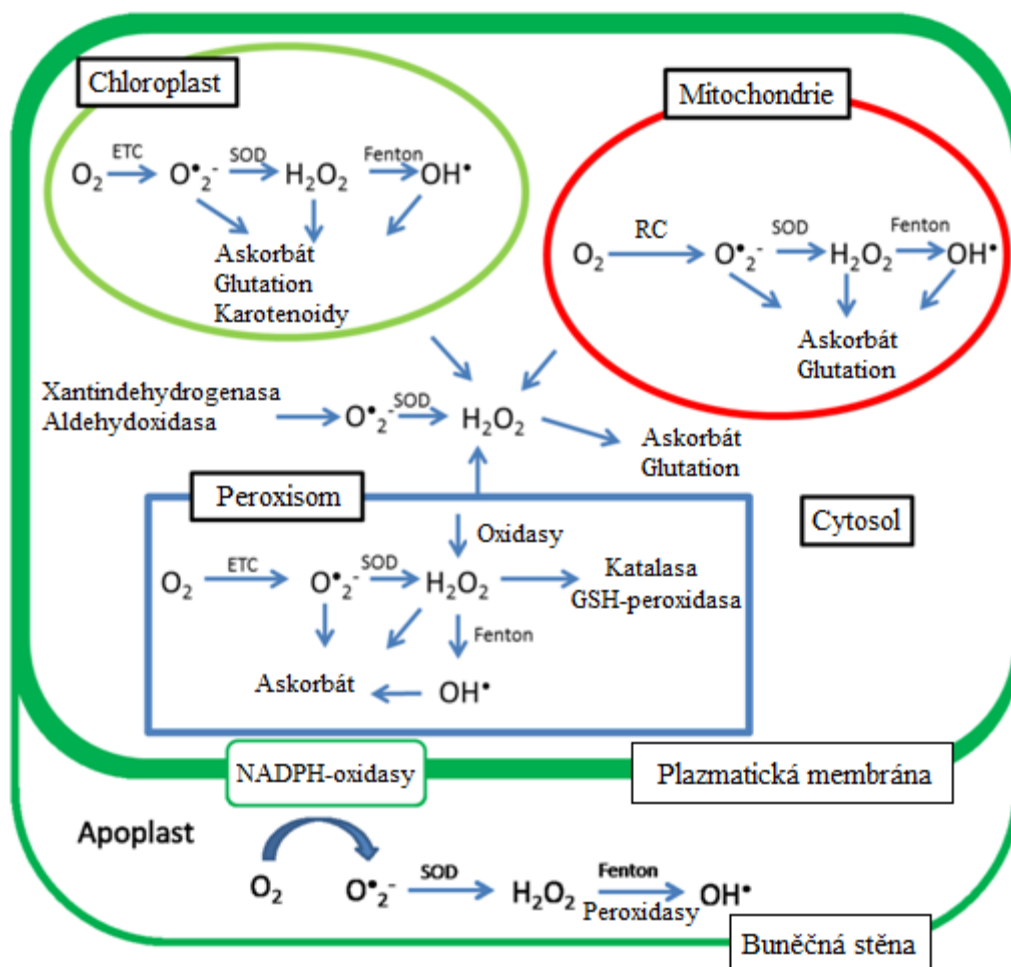 Chloroplast
ETC SOD Fenton
O2 O•2- H2O2 OH•
Askorbát
Glutation
Karotenoidy
Mitochondrie
RC SOD Fenton
O2 O•2- H2O2 OH•
Askorbát
Glutation
Xantindehydrogenasa
Aldehydoxidasa
O•2- SOD H2O2
Askorbát
Glutation
Cytosol
Peroxisom
Oxidasy
ETC SOD
O2 O•2- H2O2
Katalasa
GSH-peroxidasa
Fenton
Askorbát OH•
NADPH-oxidasy
Plazmatická membrána
Apoplast
SOD Fenton
O2 O•2- H2O2 OH•
Peroxidasy
Buněčná stěna